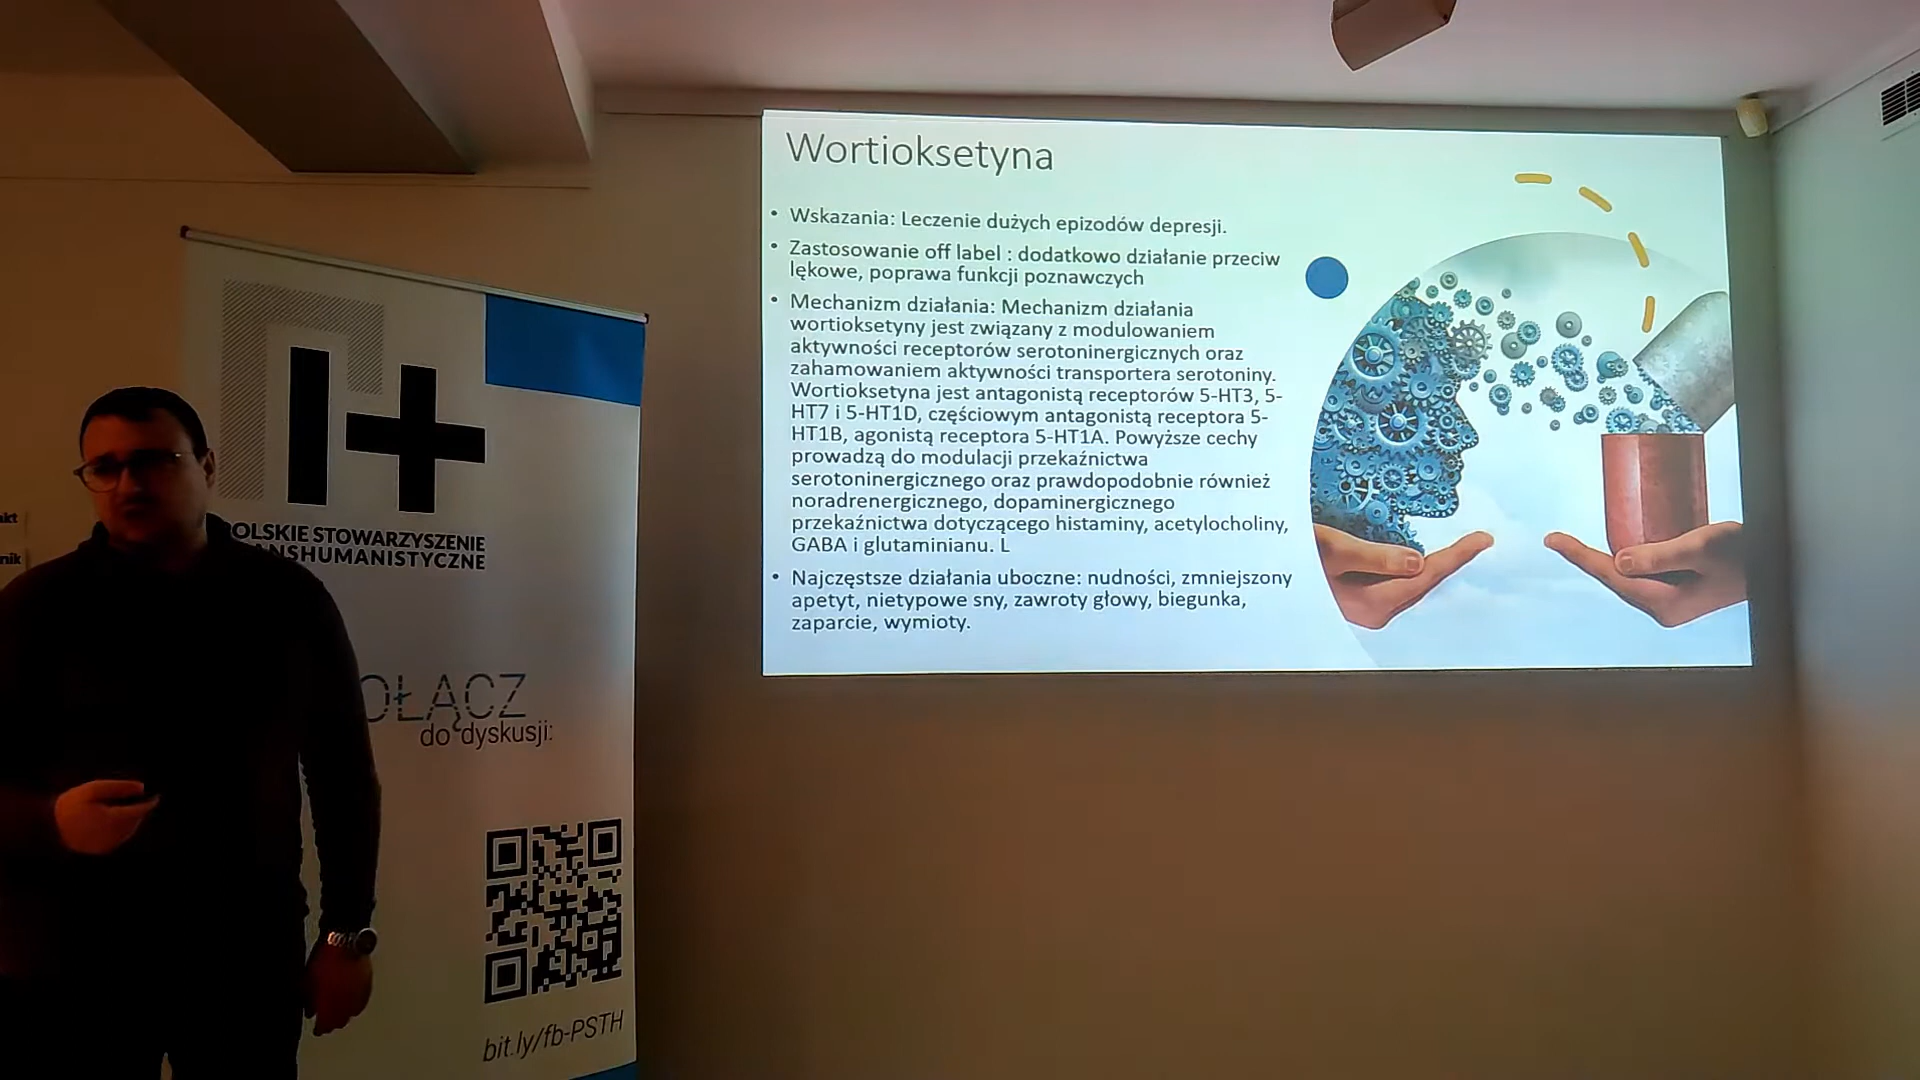 Wortioksetyna
• Wskazania: Leczenie dużych epizodów depresji.
• Zastosowanie off label : dodatkowo działanie przeciw
lękowe, poprawa funkcji poznawczych
• Mechanizm działania: Mechanizm działania
wortioksetyny jest związany z modulowaniem
aktywności receptorów serotoninergicznych oraz
zahamowaniem aktywności transportera serotoniny.
Wortioksetyna jest antagonistą receptorów 5-HT3, 5-
HT7 i 5-HT1D, częściowym antagonistą receptora 5-
HT1B, agonistą receptora 5-HT1A. Powyższe cechy
prowadzą do modulacji przekaźnictwa
serotoninergicznego oraz prawdopodobnie również
noradrenergicznego, dopaminergicznego
przekaźnictwa dotyczącego histaminy, acetylocholiny,
GABA i glutaminianu. L
• Najczęstsze działania uboczne: nudności, zmniejszony
apetyt, nietypowe sny, zawroty głowy, biegunka,
zaparcie, wymioty.
OLSKIE STOWARZYSZENIE
ANSHUMANISTYCZNE
OŁĄCZ
do dyskusji:
bit.ly/fb-PSTH
akt
nik